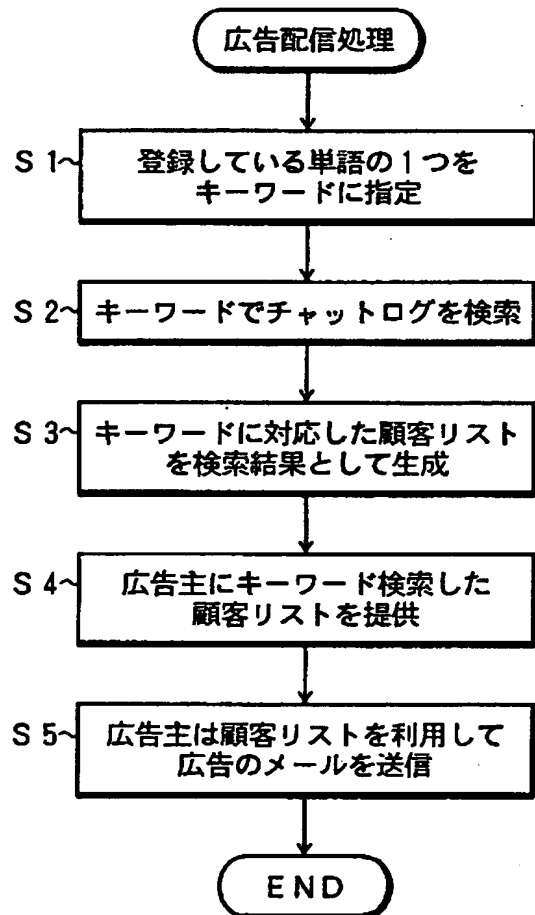 広告配信処理
S1~
登録している単語の1つを
キーワードに指定
S2~
キーワードでチャットログを検索
S3~
キーワードに対応した顧客リスト
を検索結果として生成
S4~
広告主にキーワード検索した
顧客リストを提供
S5~
広告主は顧客リストを利用して
広告のメールを送信
END